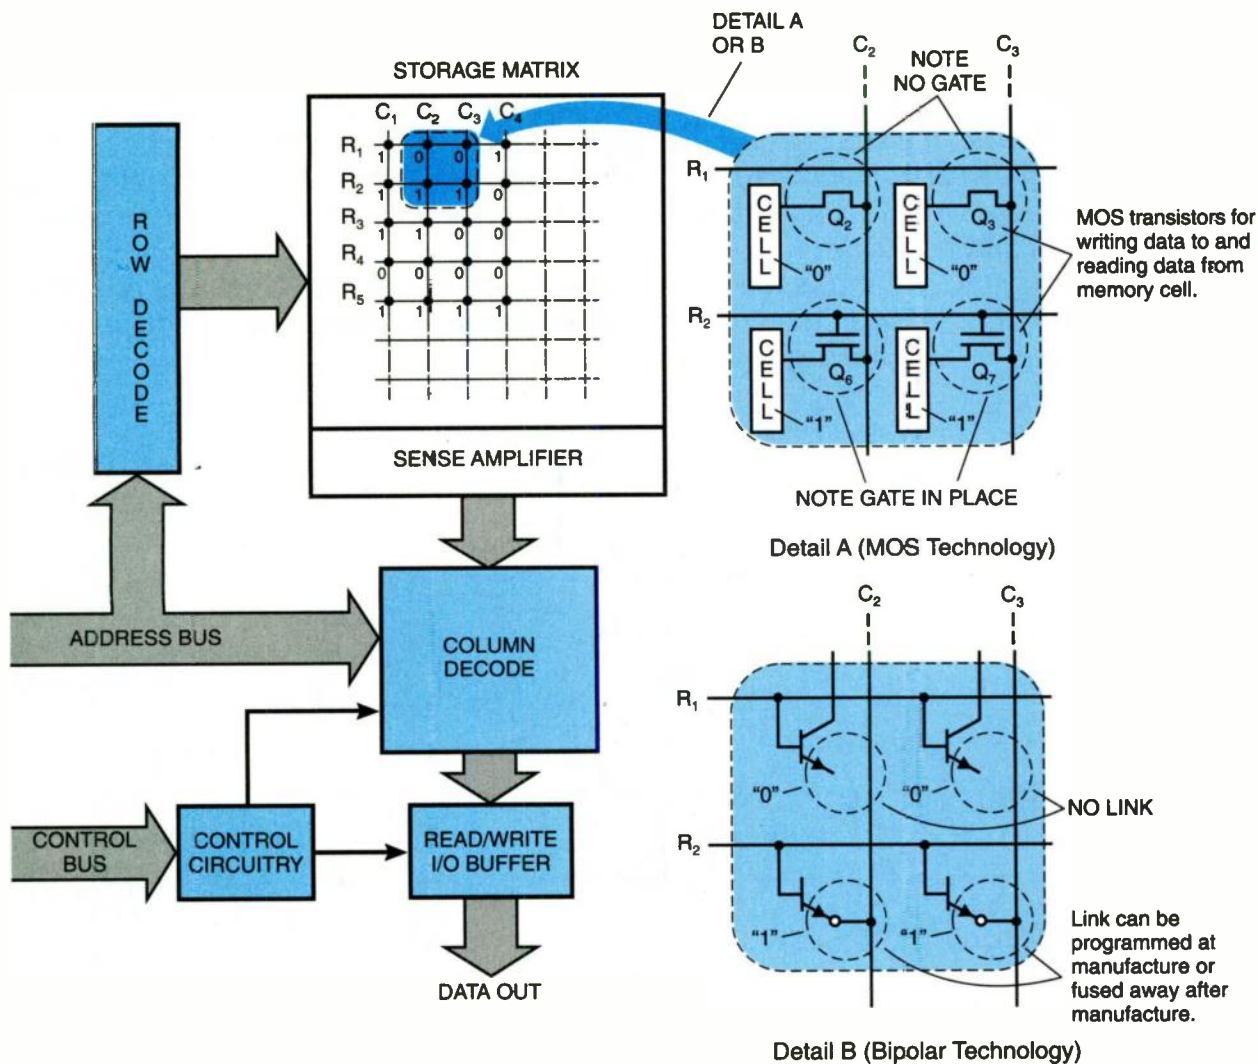 DETAIL A
OR B
STORAGE MATRIX
C₁ C₂ C₃ C₄
R₁ 1 0 0 1
R₂ 1 1 1 0
R₃ 1 1 0 0
R₄ 0 0 0 0
R₅ 1 1 1 1
SENSE AMPLIFIER
ROW DECODE
ADDRESS BUS
COLUMN
DECODE
CONTROL
BUS
CONTROL
CIRCUITRY
READ/WRITE
I/O BUFFER
DATA OUT
C₂ C₃
NOTE
NO GATE
R₁
CELL Q₂ CELL Q₃
"0" "0"
MOS transistors for
writing data to and
reading data from
memory cell.
R₂
CELL Q₆ CELL Q₇
"1" "1"
NOTE GATE IN PLACE
Detail A (MOS Technology)
C₂ C₃
R₁
"0" "0"
NO LINK
R₂
"1" "1"
Link can be
programmed at
manufacture or
fused away after
manufacture.
Detail B (Bipolar Technology)